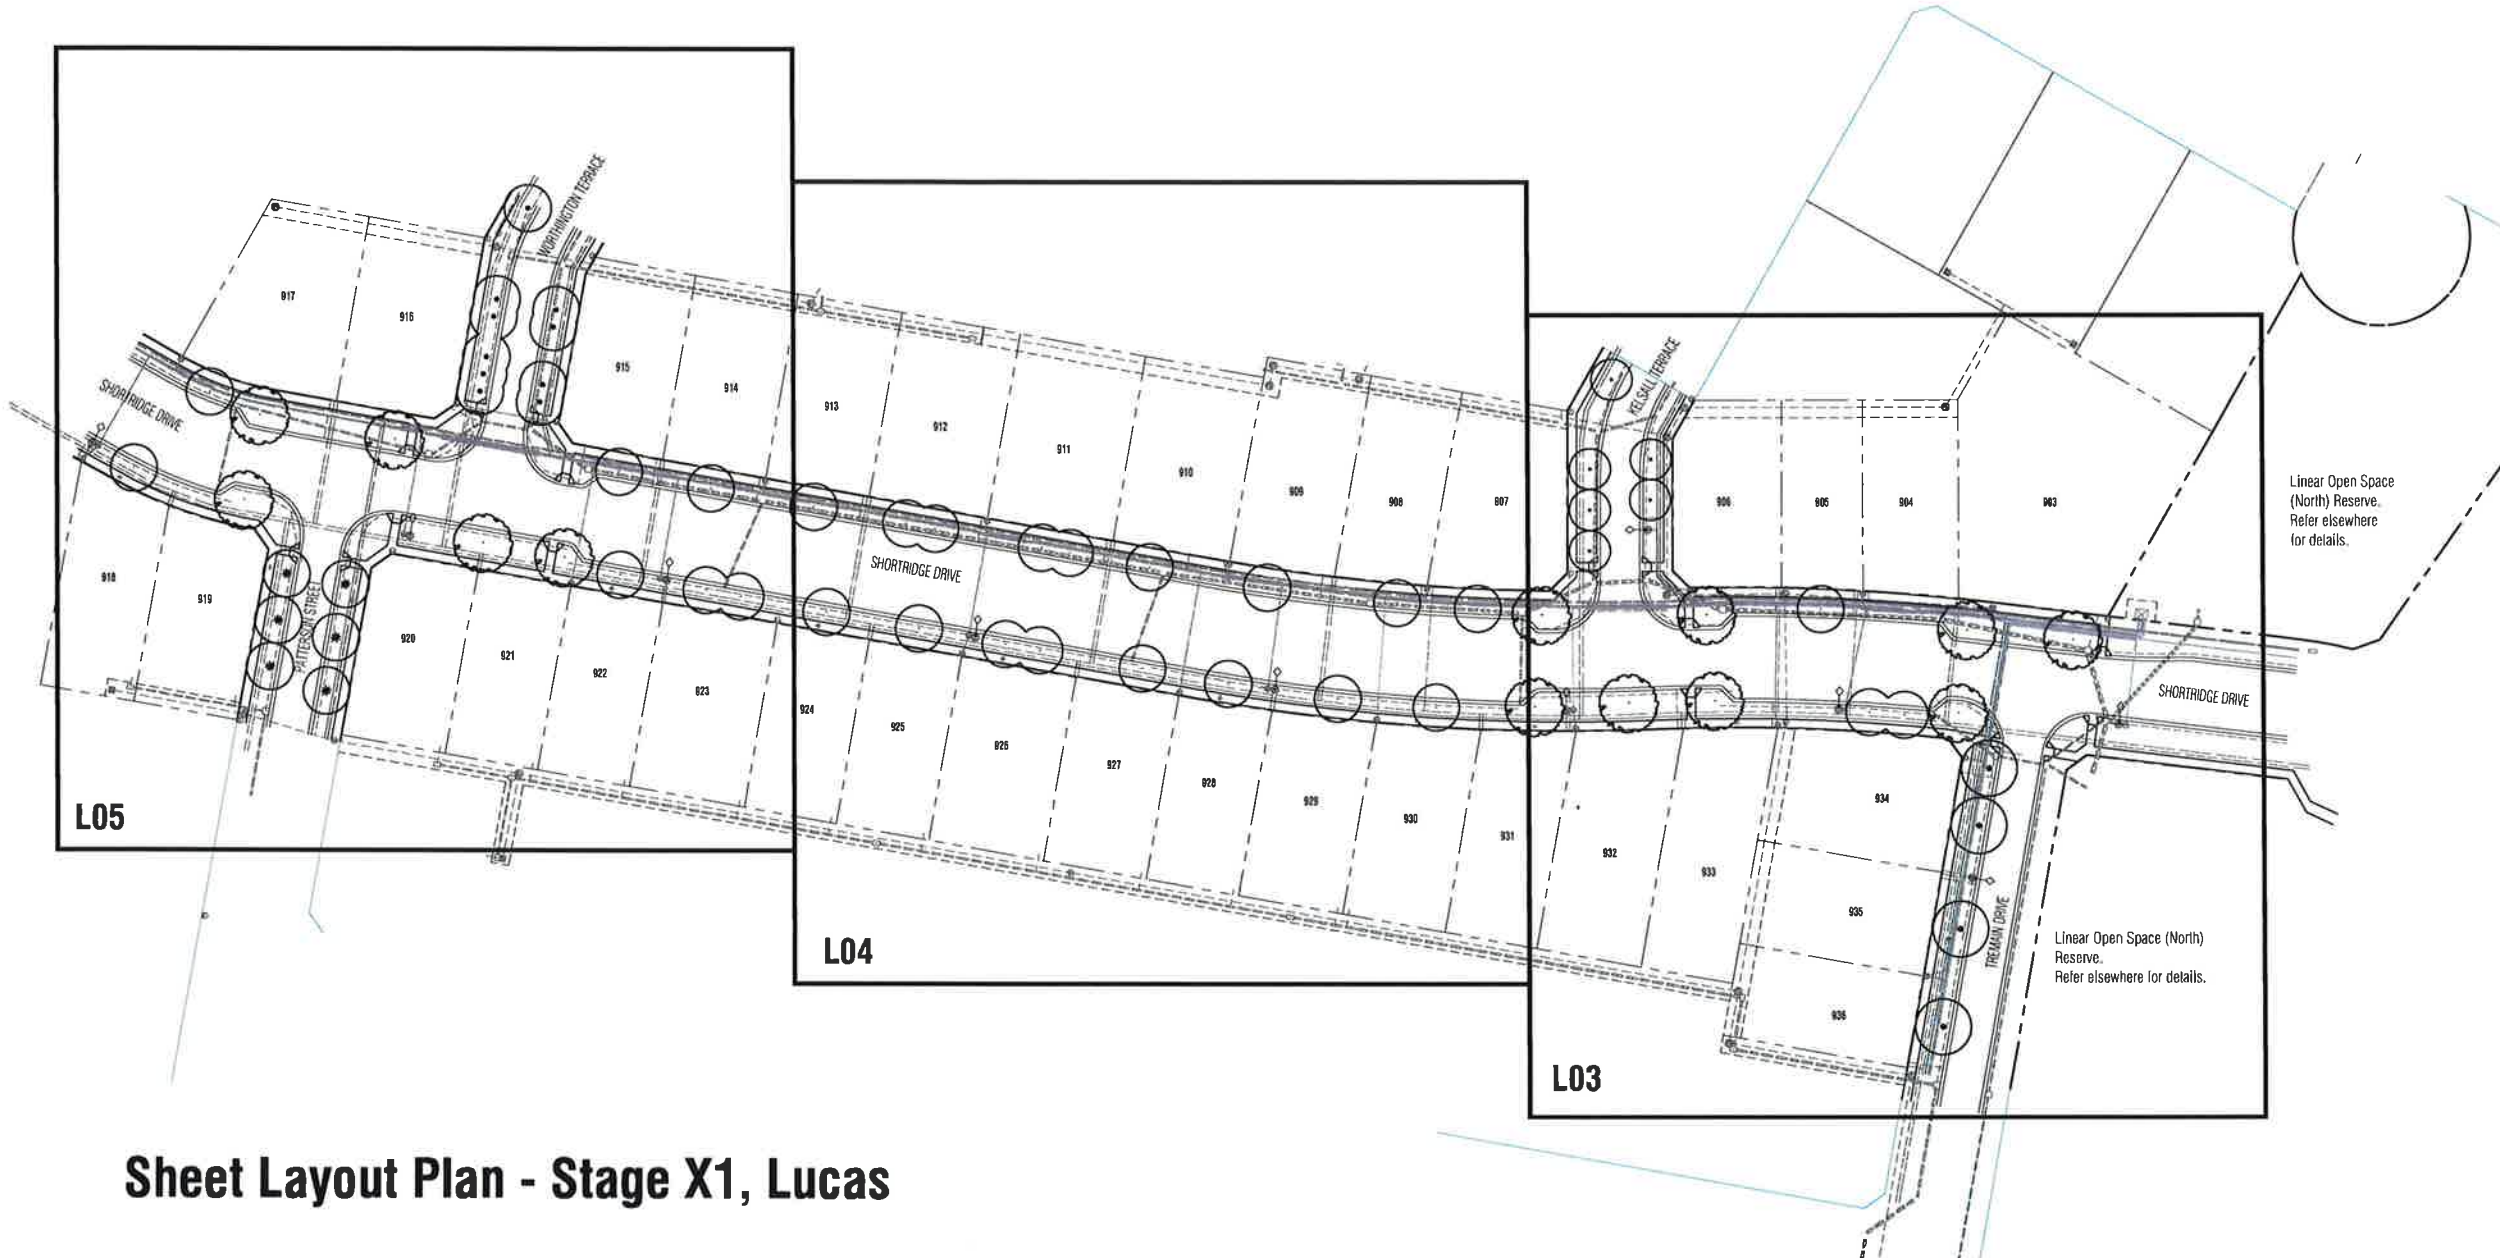 WORTHINGTON TERRACE
917
916
915
914
913
912
911
910
909
908
907
KELSALL TERRACE
906
905
904
903
Linear Open Space
(North) Reserve.
Refer elsewhere
for details.
SHORTRIDGE DRIVE
SHORTRIDGE DRIVE
SHORTRIDGE DRIVE
918
919
PATTERSON STREET
920
921
922
923
924
925
926
927
928
929
930
931
932
933
934
935
936
TREMAIN DRIVE
Linear Open Space (North)
Reserve.
Refer elsewhere for details.
L05
L04
L03
Sheet Layout Plan - Stage X1, Lucas